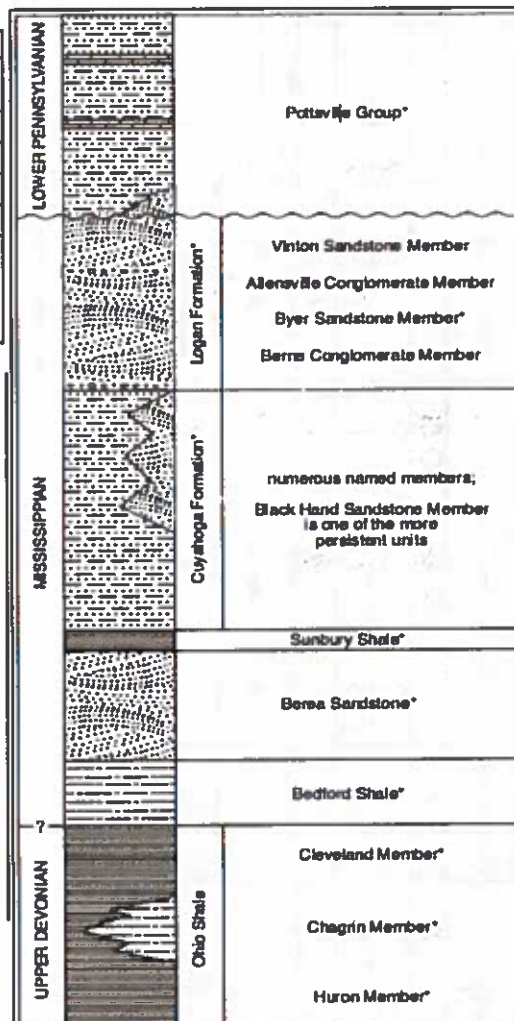 LOWER PENNSYLVANIAN
Pottsville Group*
MISSISSIPPIAN
Logan Formation*
Vinton Sandstone Member
Allensville Conglomerate Member
Byer Sandstone Member*
Berne Conglomerate Member
Cuyahoga Formation*
numerous named members;
Black Hand Sandstone Member
is one of the more
persistent units
Sunbury Shale*
Berea Sandstone*
Bedford Shale*
?
UPPER DEVONIAN
Ohio Shale
Cleveland Member*
Chagrin Member*
Huron Member*